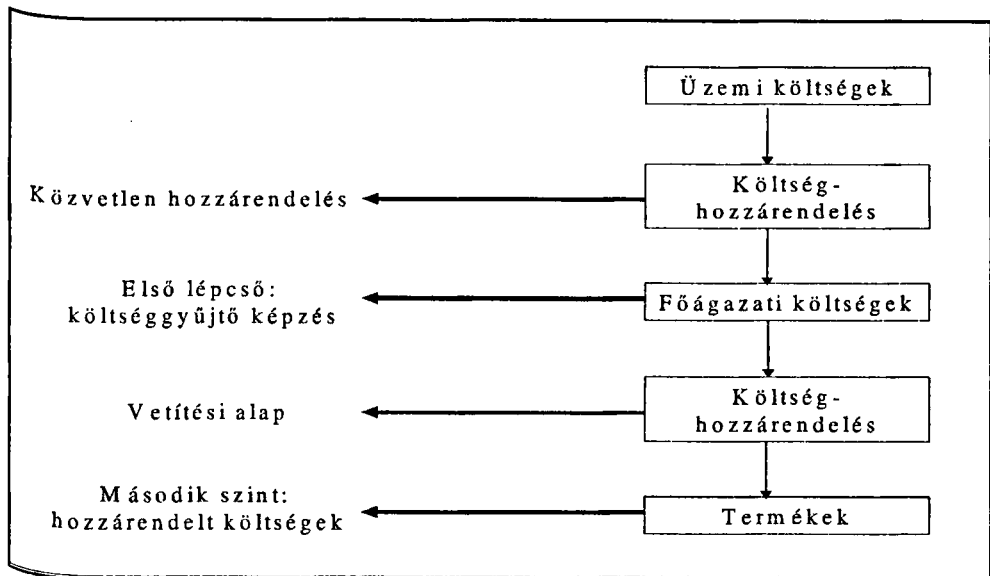 Üzemi költségek
Közvetlen hozzárendelés
Költség-
hozzárendelés
Első lépcső:
költséggyűjtő képzés
Főágazati költségek
Vetítési alap
Költség-
hozzárendelés
Második szint:
hozzárendelt költségek
Termékek